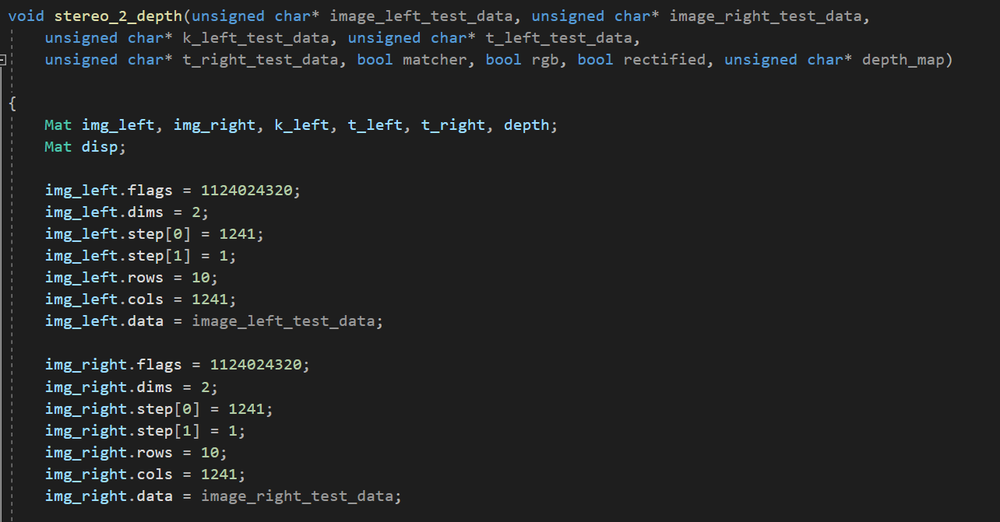 void stereo_2_depth(unsigned char* image_left_test_data, unsigned char* image_right_test_data,
    unsigned char* k_left_test_data, unsigned char* t_left_test_data,
    unsigned char* t_right_test_data, bool matcher, bool rgb, bool rectified, unsigned char* depth_map)
{
    Mat img_left, img_right, k_left, t_left, t_right, depth;
    Mat disp;
    img_left.flags = 1124024320;
    img_left.dims = 2;
    img_left.step[0] = 1241;
    img_left.step[1] = 1;
    img_left.rows = 10;
    img_left.cols = 1241;
    img_left.data = image_left_test_data;
    img_right.flags = 1124024320;
    img_right.dims = 2;
    img_right.step[0] = 1241;
    img_right.step[1] = 1;
    img_right.rows = 10;
    img_right.cols = 1241;
    img_right.data = image_right_test_data;